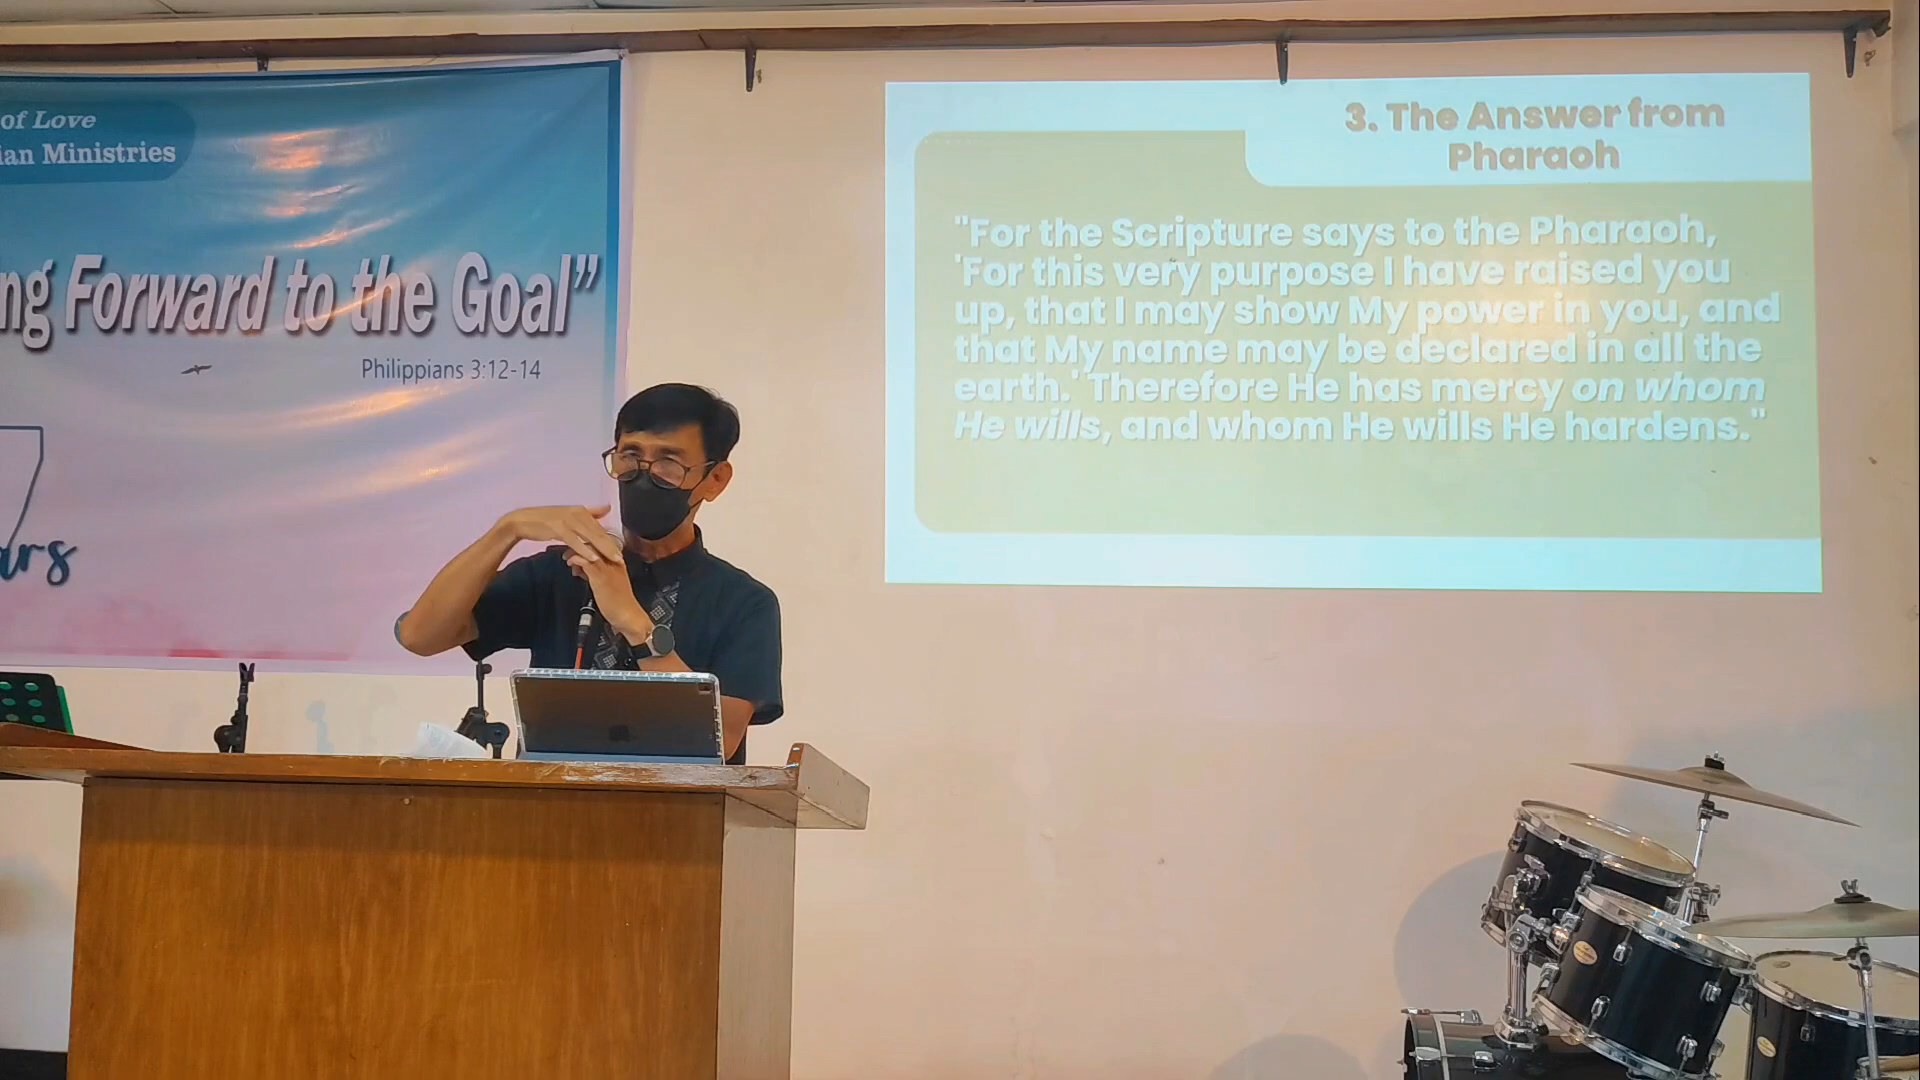 of Love
ian Ministries
ng Forward to the Goal”
Philippians 3:12-14
ars
3. The Answer from
Pharaoh
"For the Scripture says to the Pharaoh,
'For this very purpose I have raised you
up, that I may show My power in you, and
that My name may be declared in all the
earth.' Therefore He has mercy on whom
He wills, and whom He wills He hardens."